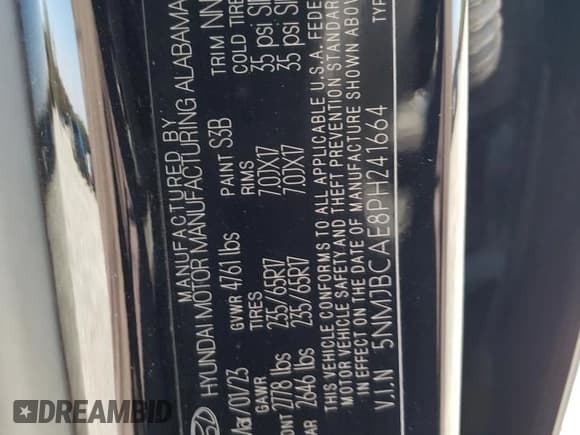 MANUFACTURED BY
HYUNDAI MOTOR MANUFACTURING ALABAMA
Mar/01/23 GVWR 4761 lbs PAINT S3B TRIM NN
GAWR TIRES RIMS COLD TIRE
2778 lbs 235/65R17 7.0JX17 35 psi
2646 lbs 235/65R17 7.0JX17 35 psi
THIS VEHICLE CONFORMS TO ALL APPLICABLE U.S.A. FEDE
MOTOR VEHICLE SAFETY AND THEFT PREVENTION STANDAR
IN EFFECT ON THE DATE OF MANUFACTURE SHOWN ABOVE
V.I.N 5NMJBCAE8PH241664 TYP
DREAMBID